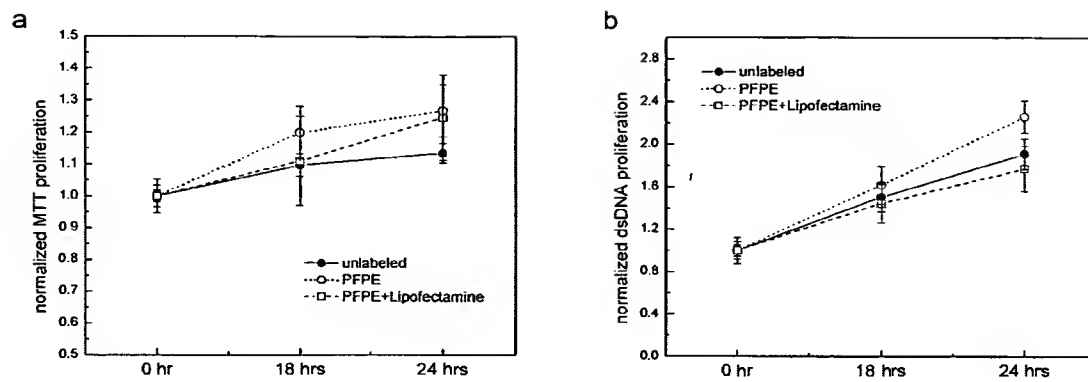 a
normalized MTT proliferation
1.5
1.4
1.3
1.2
1.1
1.0
0.9
0.8
0.7
0.6
0.5
unlabeled
PFPE
PFPE+Lipofectamine
0 hr
18 hrs
24 hrs
b
normalized dsDNA proliferation
2.8
2.4
2.0
1.6
1.2
0.8
0.4
0.0
unlabeled
PFPE
PFPE+Lipofectamine
0 hr
18 hrs
24 hrs